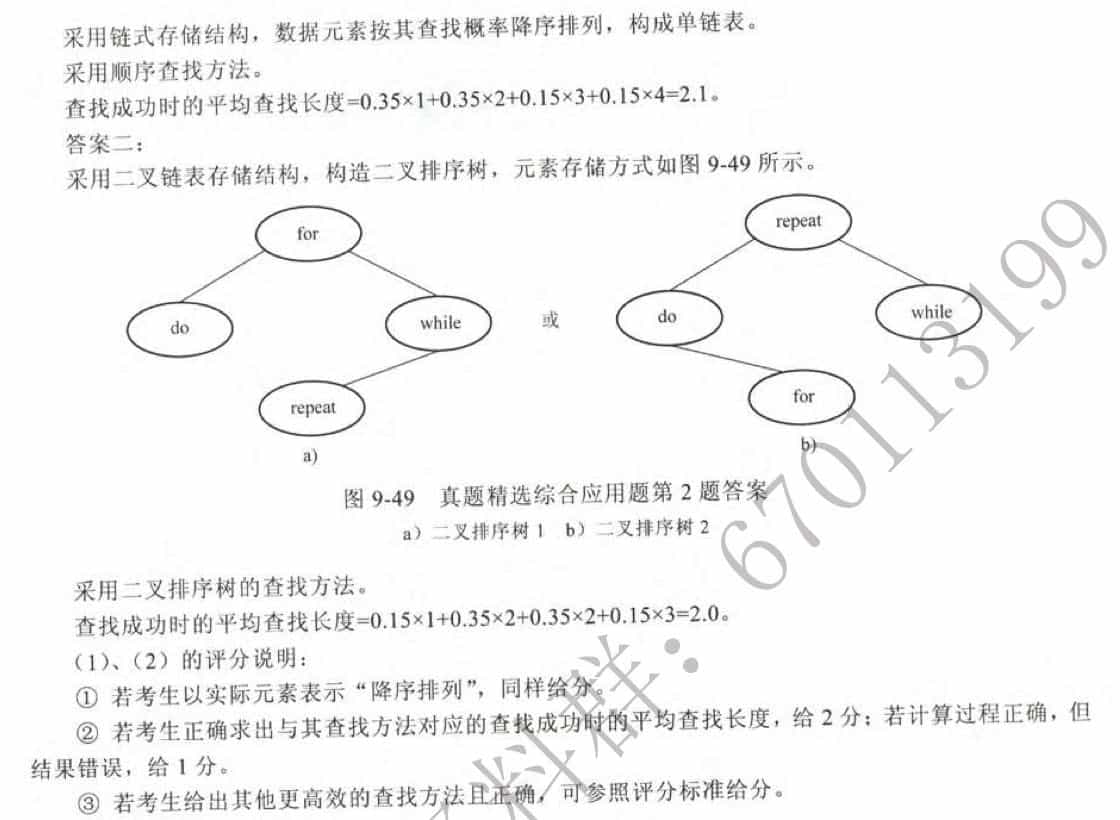 采用链式存储结构，数据元素按其查找概率降序排列，构成单链表。
采用顺序查找方法。
查找成功时的平均查找长度=0.35×1+0.35×2+0.15×3+0.15×4=2.1。
答案二：
采用二叉链表存储结构，构造二叉排序树，元素存储方式如图 9-49 所示。
for
repeat
do
while
或
do
while
repeat
for
a)
b)
图 9-49 真题精选综合应用题第 2 题答案
a）二叉排序树 1 b）二叉排序树 2
采用二叉排序树的查找方法。
查找成功时的平均查找长度=0.15×1+0.35×2+0.35×2+0.15×3=2.0。
（1）、（2）的评分说明：
① 若考生以实际元素表示“降序排列”，同样给分。
② 若考生正确求出与其查找方法对应的查找成功时的平均查找长度，给 2 分；若计算过程正确，但
结果错误，给 1 分。
③ 若考生给出其他更高效的查找方法且正确，可参照评分标准给分。
料群：670113199